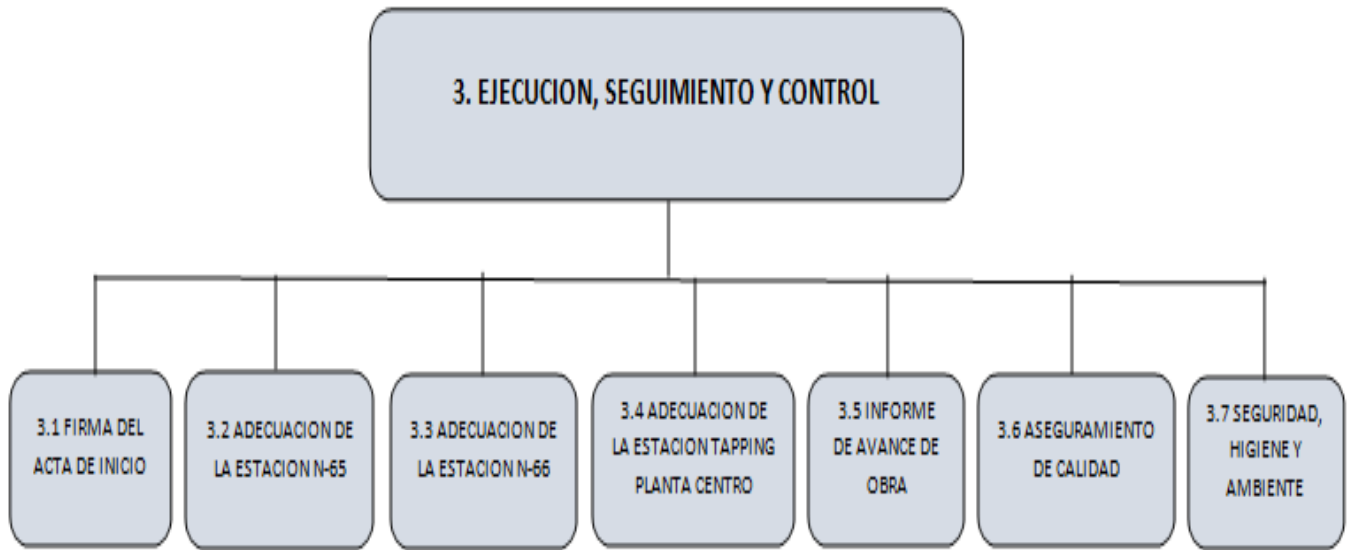 3. EJECUCION, SEGUIMIENTO Y CONTROL
3.1 FIRMA DEL
ACTA DE INICIO
3.2 ADECUACION DE
LA ESTACION N-65
3.3 ADECUACION DE
LA ESTACION N-66
3.4 ADECUACION DE
LA ESTACION TAPPING
PLANTA CENTRO
3.5 INFORME
DE AVANCE DE
OBRA
3.6 ASEGURAMIENTO
DE CALIDAD
3.7 SEGURIDAD,
HIGIENE Y
AMBIENTE